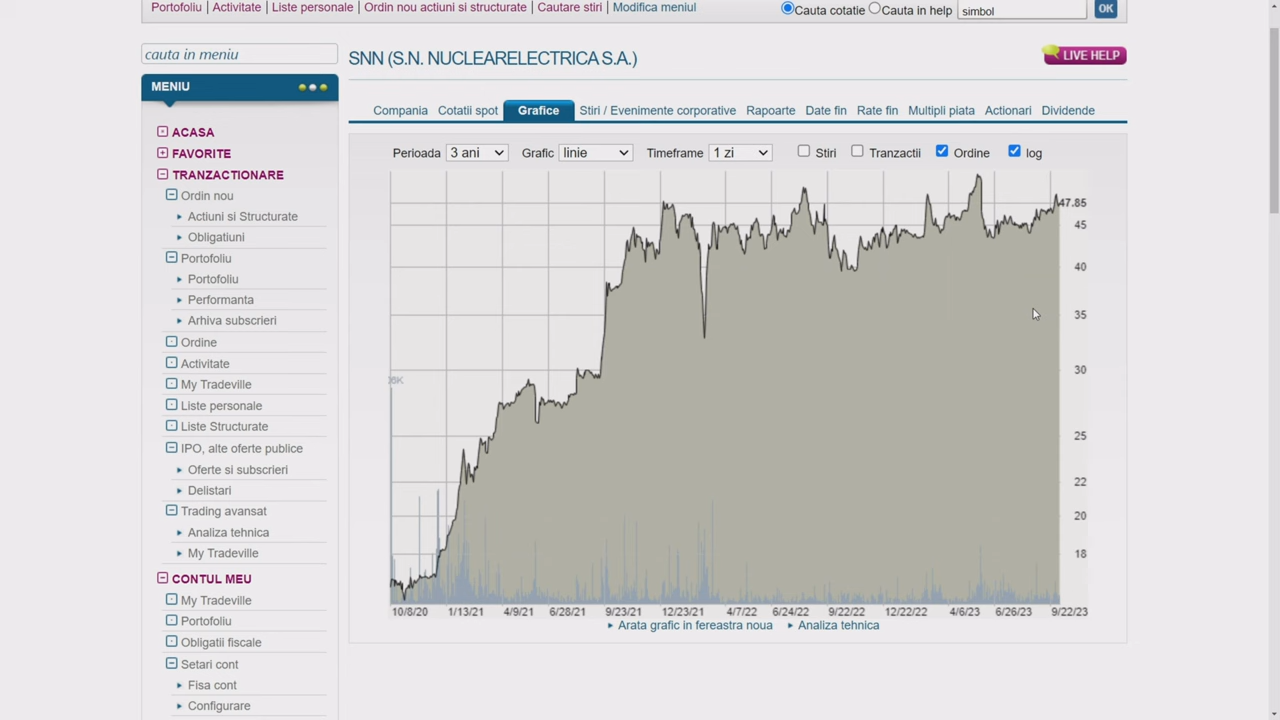 Portofoliu | Activitate | Liste personale | Ordin nou actiuni si structurate | Cautare stiri | Modifica meniul
Cauta cotatie Cauta in help simbol OK
cauta in meniu
SNN (S.N. NUCLEARELECTRICA S.A.)
LIVE HELP
MENIU
Compania Cotatii spot Grafice Stiri / Evenimente corporative Rapoarte Date fin Rate fin Multipli piata Actionari Dividende
ACASA
FAVORITE
TRANZACTIONARE
Ordin nou
Actiuni si Structurate
Obligatiuni
Portofoliu
Portofoliu
Performanta
Arhiva subscrieri
Ordine
Activitate
My Tradeville
Liste personale
Liste Structurate
IPO, alte oferte publice
Oferte si subscrieri
Delistari
Trading avansat
Analiza tehnica
My Tradeville
CONTUL MEU
My Tradeville
Portofoliu
Obligatii fiscale
Setari cont
Fisa cont
Configurare
Perioada 3 ani Grafic linie Timeframe 1 zi Stiri Tranzactii Ordine log
47.85
45
40
35
30
25
22
20
18
10/8/20 1/13/21 4/9/21 6/28/21 9/23/21 12/23/21 4/7/22 6/24/22 9/22/22 12/22/22 4/6/23 6/26/23 9/22/23
Arata grafic in fereastra noua Analiza tehnica